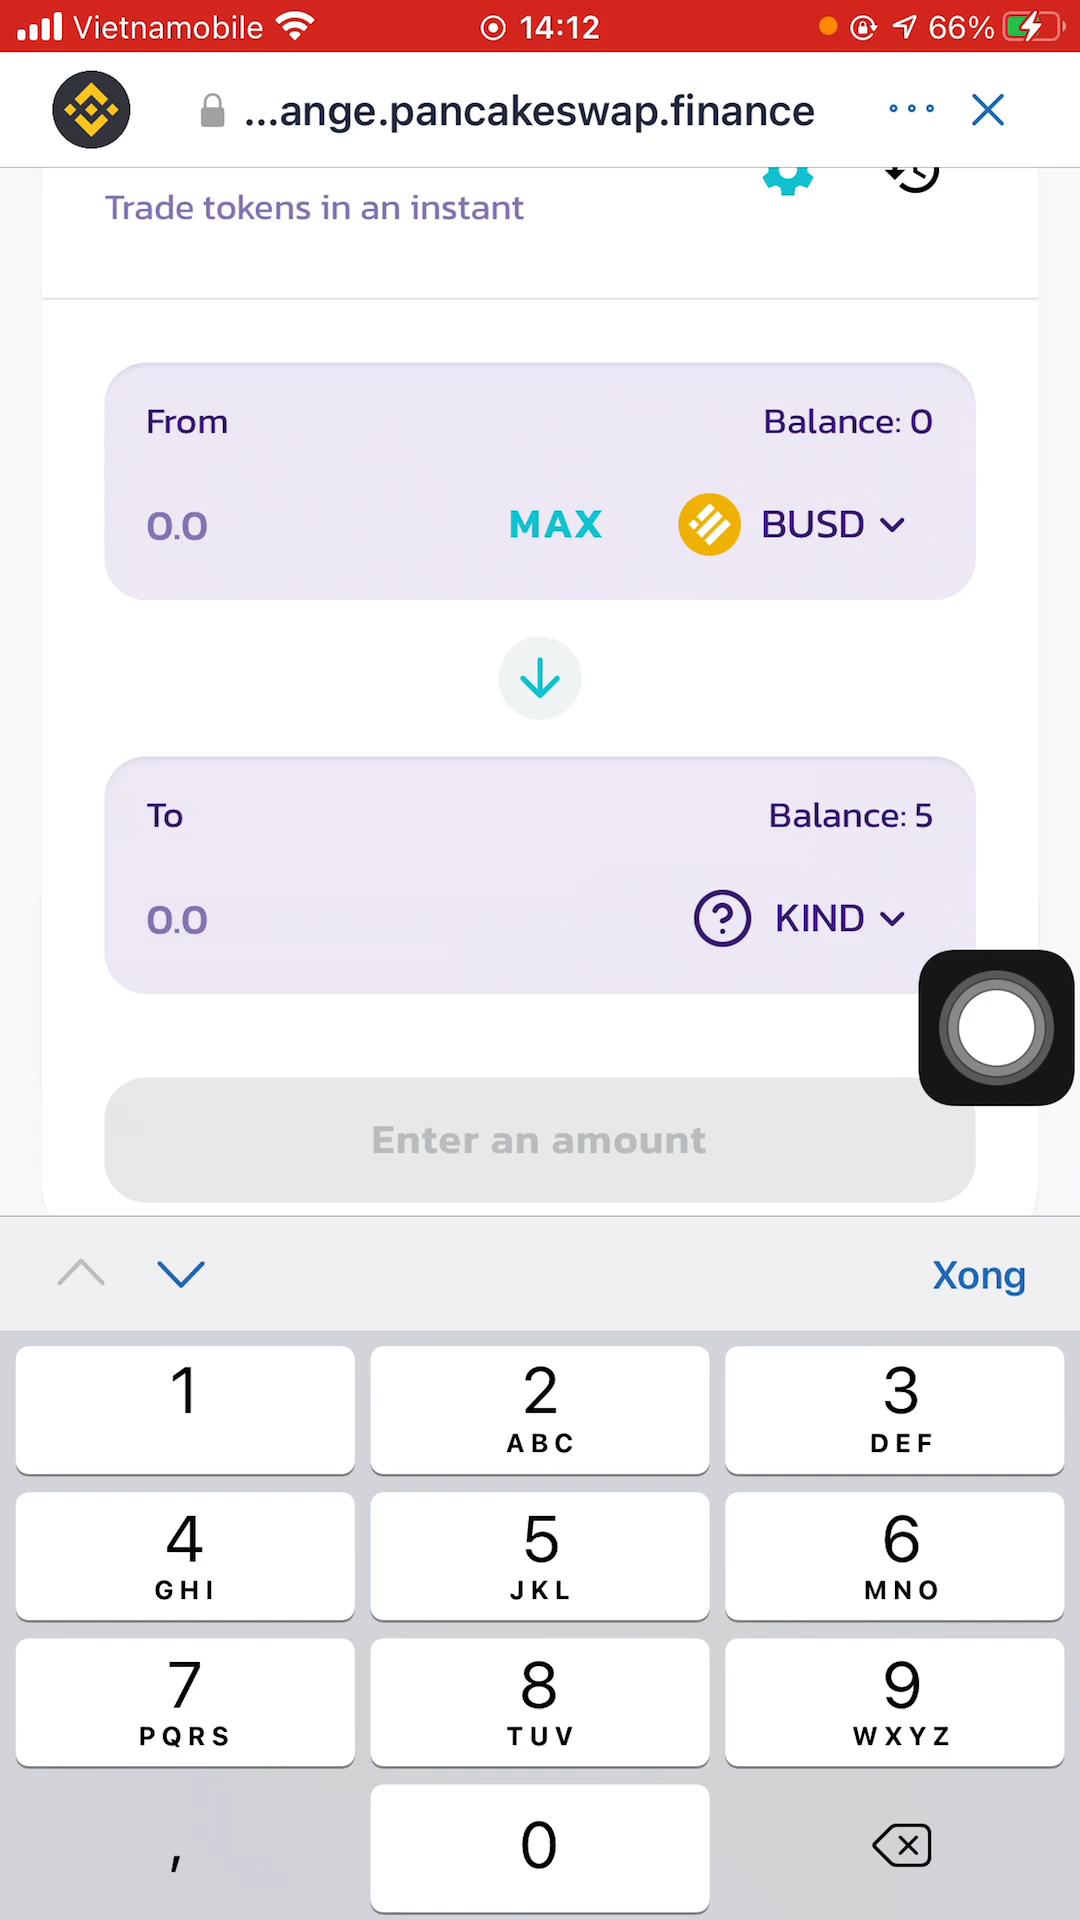 Vietnamobile 14:12 66%
...ange.pancakeswap.finance
Trade tokens in an instant
From Balance: 0
0.0 MAX BUSD
To Balance: 5
0.0 KIND
Enter an amount
Xong
1 2 3
ABC DEF
4 5 6
GHI JKL MNO
7 8 9
PQRS TUV WXYZ
, 0